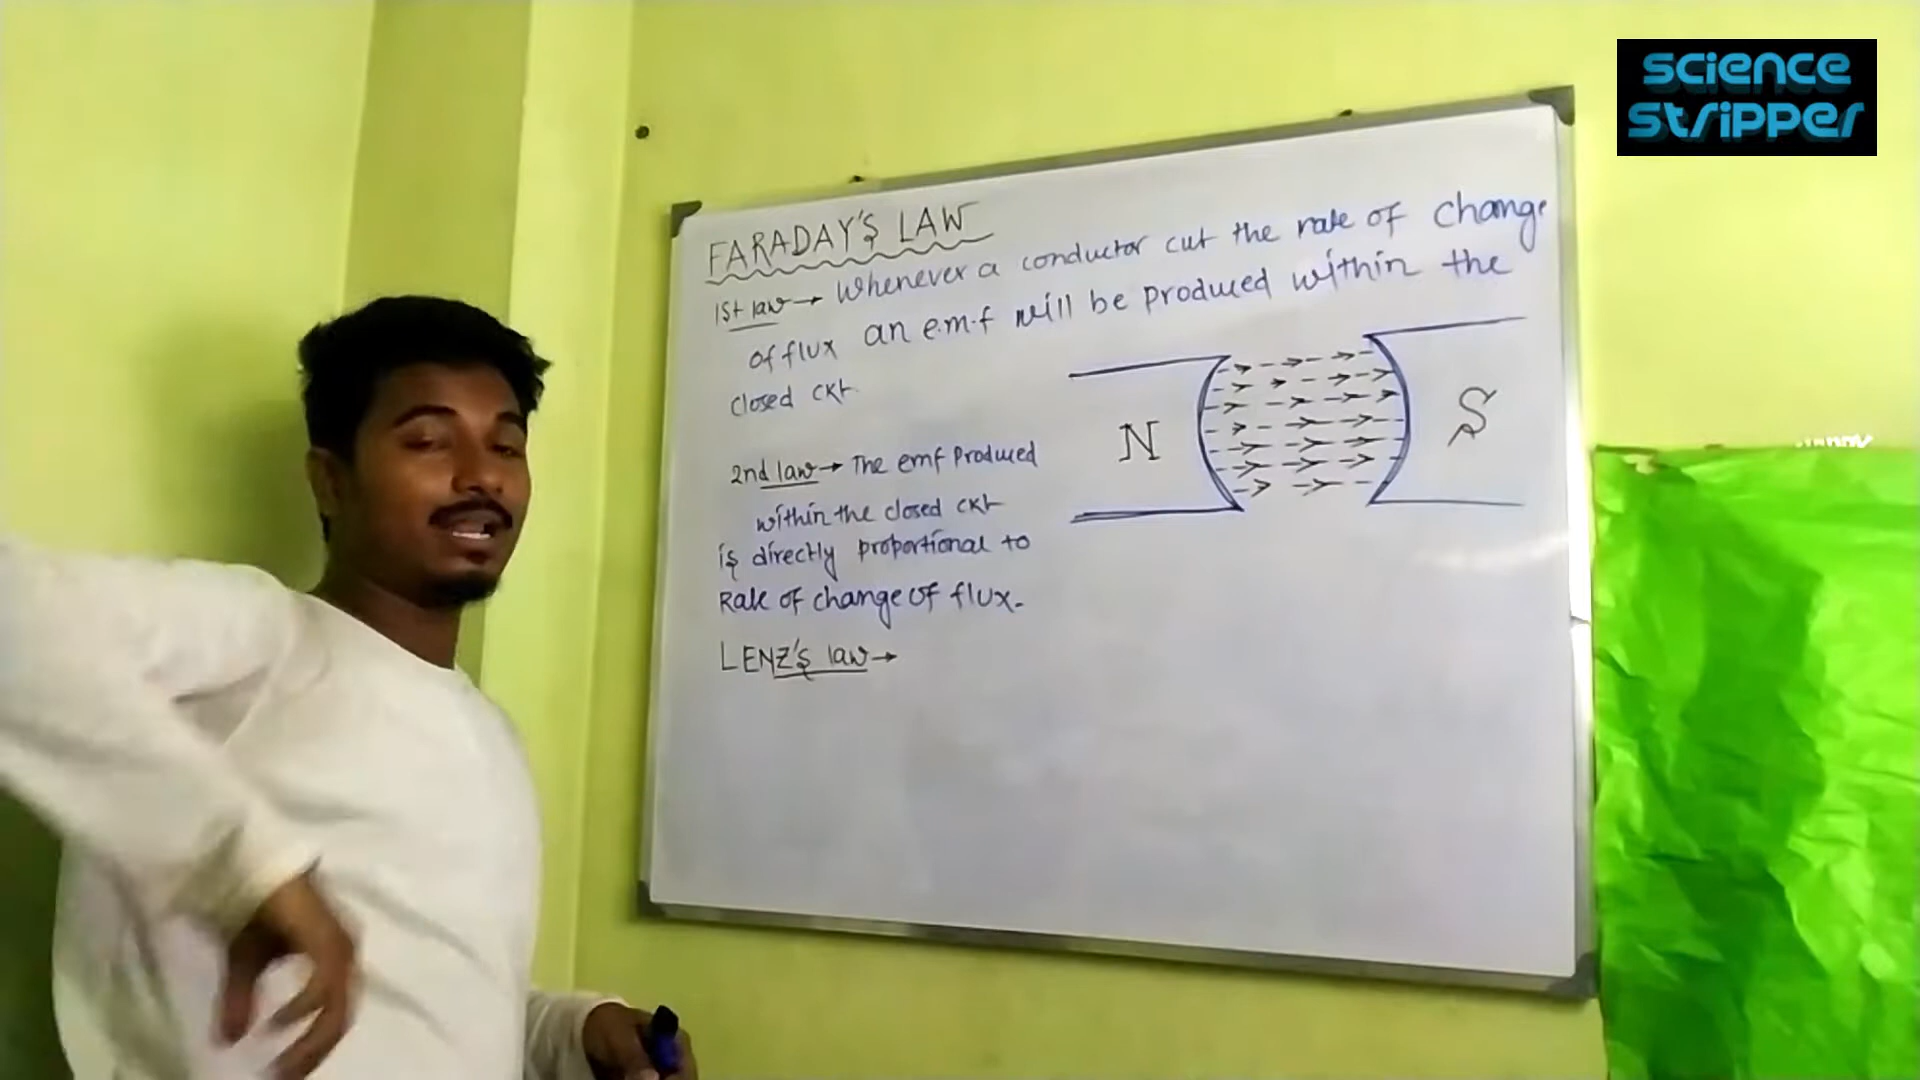 science
stripper
FARADAY'S LAW
1st law → Whenever a conductor cut the rate of change
of flux an e.m.f will be produced within the
closed ckt.
N
S
2nd law → The emf Produced
within the closed ckt
is directly proportional to
Rate of change of flux.
LENZ'S law →